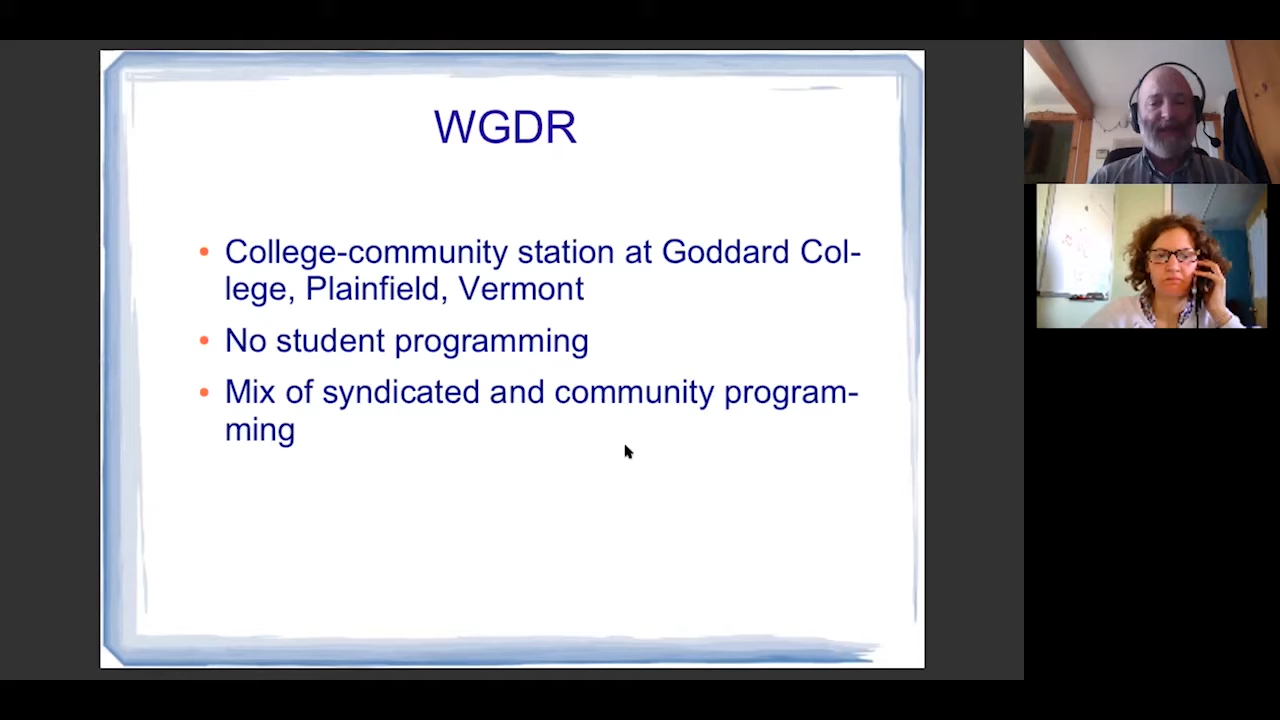 WGDR
• College-community station at Goddard Col-
lege, Plainfield, Vermont
• No student programming
• Mix of syndicated and community program-
ming